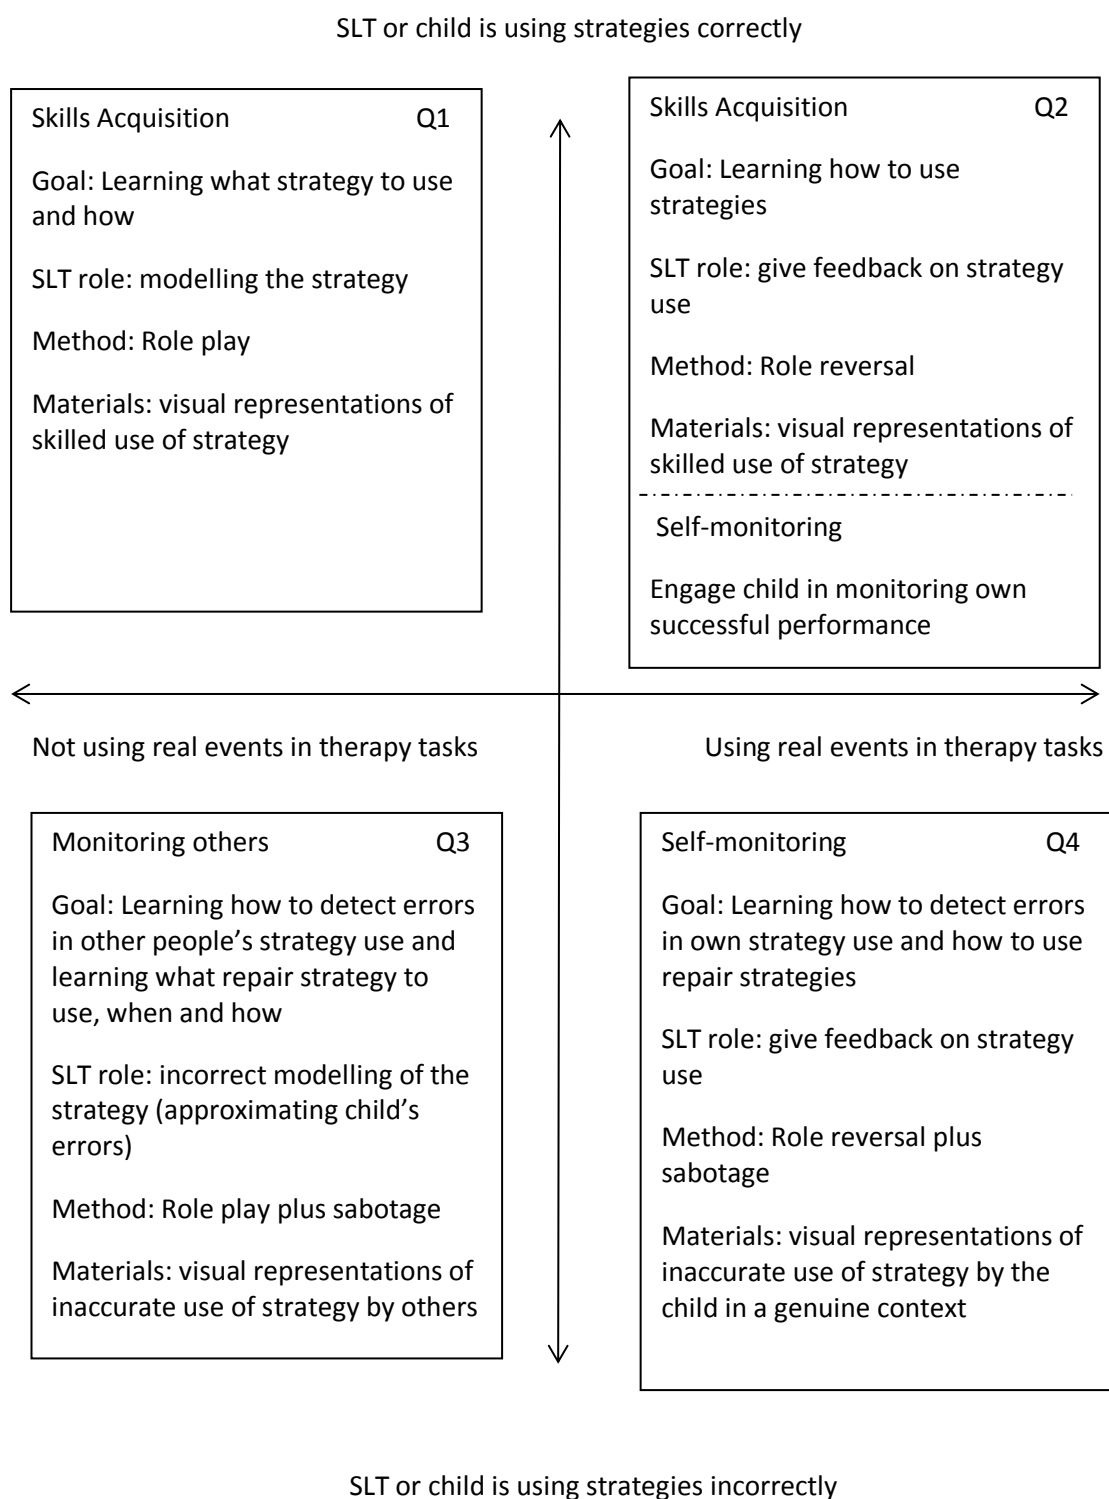 SLT or child is using strategies correctly
Skills Acquisition Q1
Goal: Learning what strategy to use
and how
SLT role: modelling the strategy
Method: Role play
Materials: visual representations of
skilled use of strategy
Skills Acquisition Q2
Goal: Learning how to use
strategies
SLT role: give feedback on strategy
use
Method: Role reversal
Materials: visual representations of
skilled use of strategy
Self-monitoring
Engage child in monitoring own
successful performance
Not using real events in therapy tasks
Using real events in therapy tasks
Monitoring others Q3
Goal: Learning how to detect errors
in other people’s strategy use and
learning what repair strategy to
use, when and how
SLT role: incorrect modelling of the
strategy (approximating child’s
errors)
Method: Role play plus sabotage
Materials: visual representations of
inaccurate use of strategy by others
Self-monitoring Q4
Goal: Learning how to detect errors
in own strategy use and how to use
repair strategies
SLT role: give feedback on strategy
use
Method: Role reversal plus
sabotage
Materials: visual representations of
inaccurate use of strategy by the
child in a genuine context
SLT or child is using strategies incorrectly